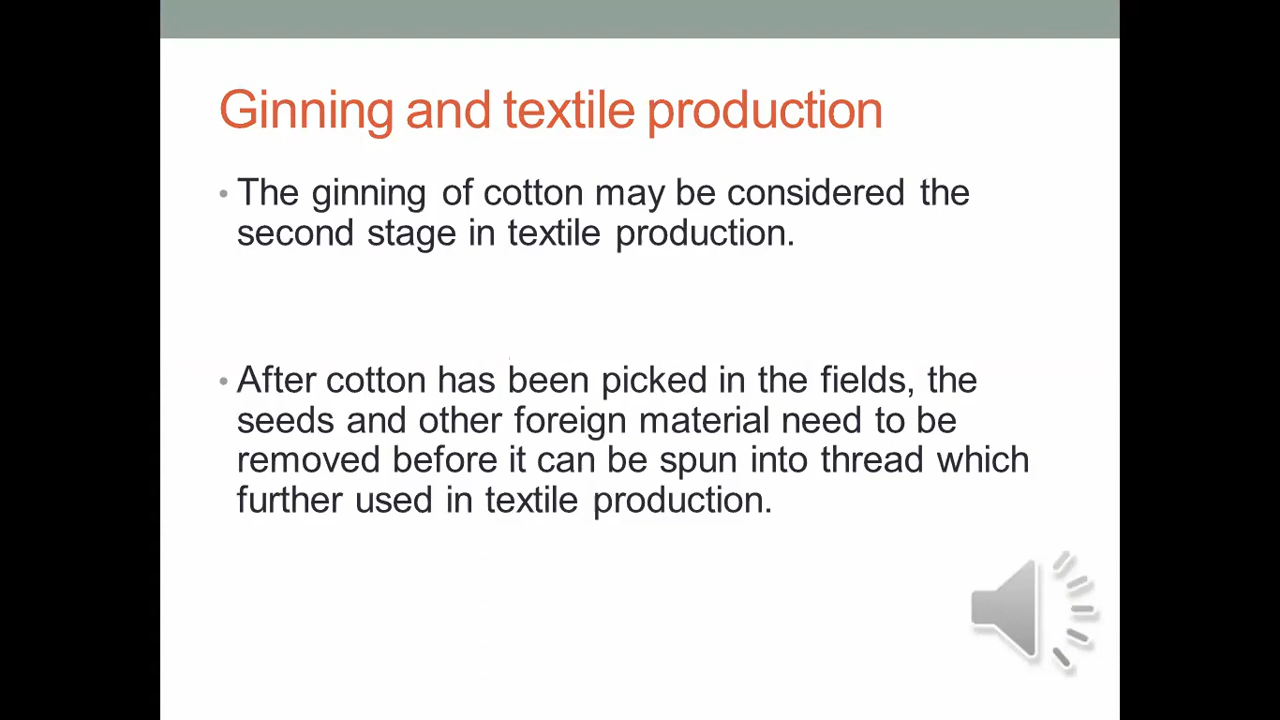 Ginning and textile production
• The ginning of cotton may be considered the
second stage in textile production.
• After cotton has been picked in the fields, the
seeds and other foreign material need to be
removed before it can be spun into thread which
further used in textile production.